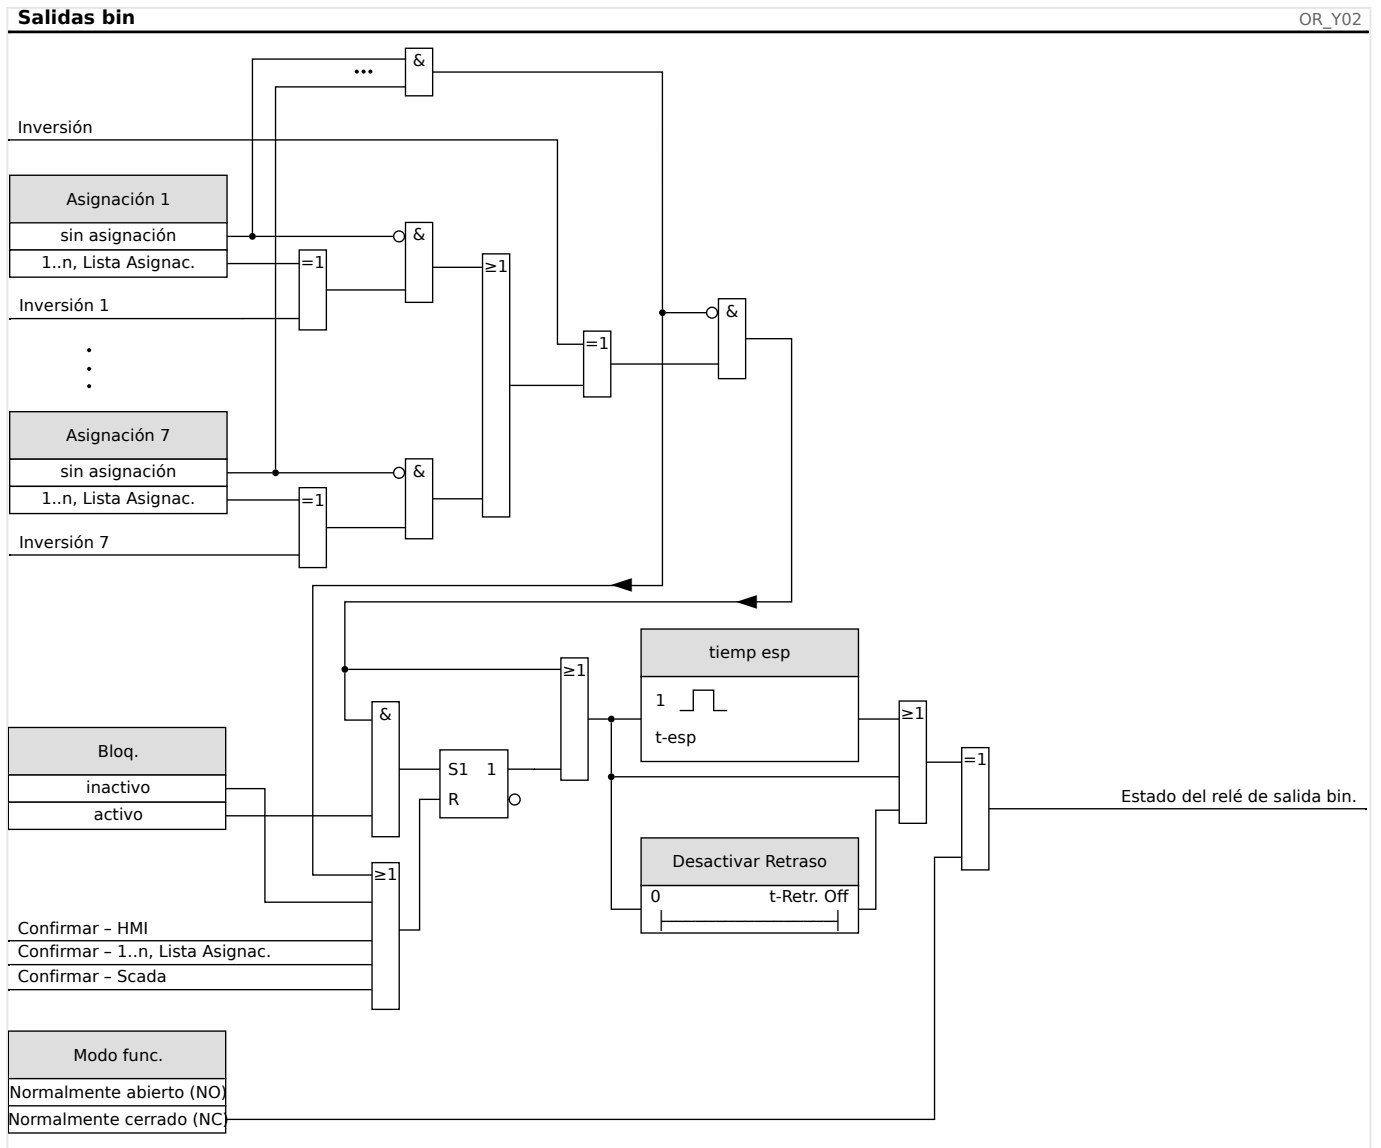 Salidas bin
OR_Y02
&
•••
Inversión
Asignación 1
sin asignación
&
1..n, Lista Asignac.
=1
≥1
Inversión 1
&
=1
Asignación 7
sin asignación
&
1..n, Lista Asignac.
=1
Inversión 7
tiemp esp
≥1
1
&
≥1
t-esp
Bloq.
=1
S1 1
inactivo
R
Estado del relé de salida bin.
activo
Desactivar Retraso
≥1
0
t-Retr. Off
Confirmar – HMI
Confirmar – 1..n, Lista Asignac.
Confirmar – Scada
Modo func.
Normalmente abierto (NO)
Normalmente cerrado (NC)